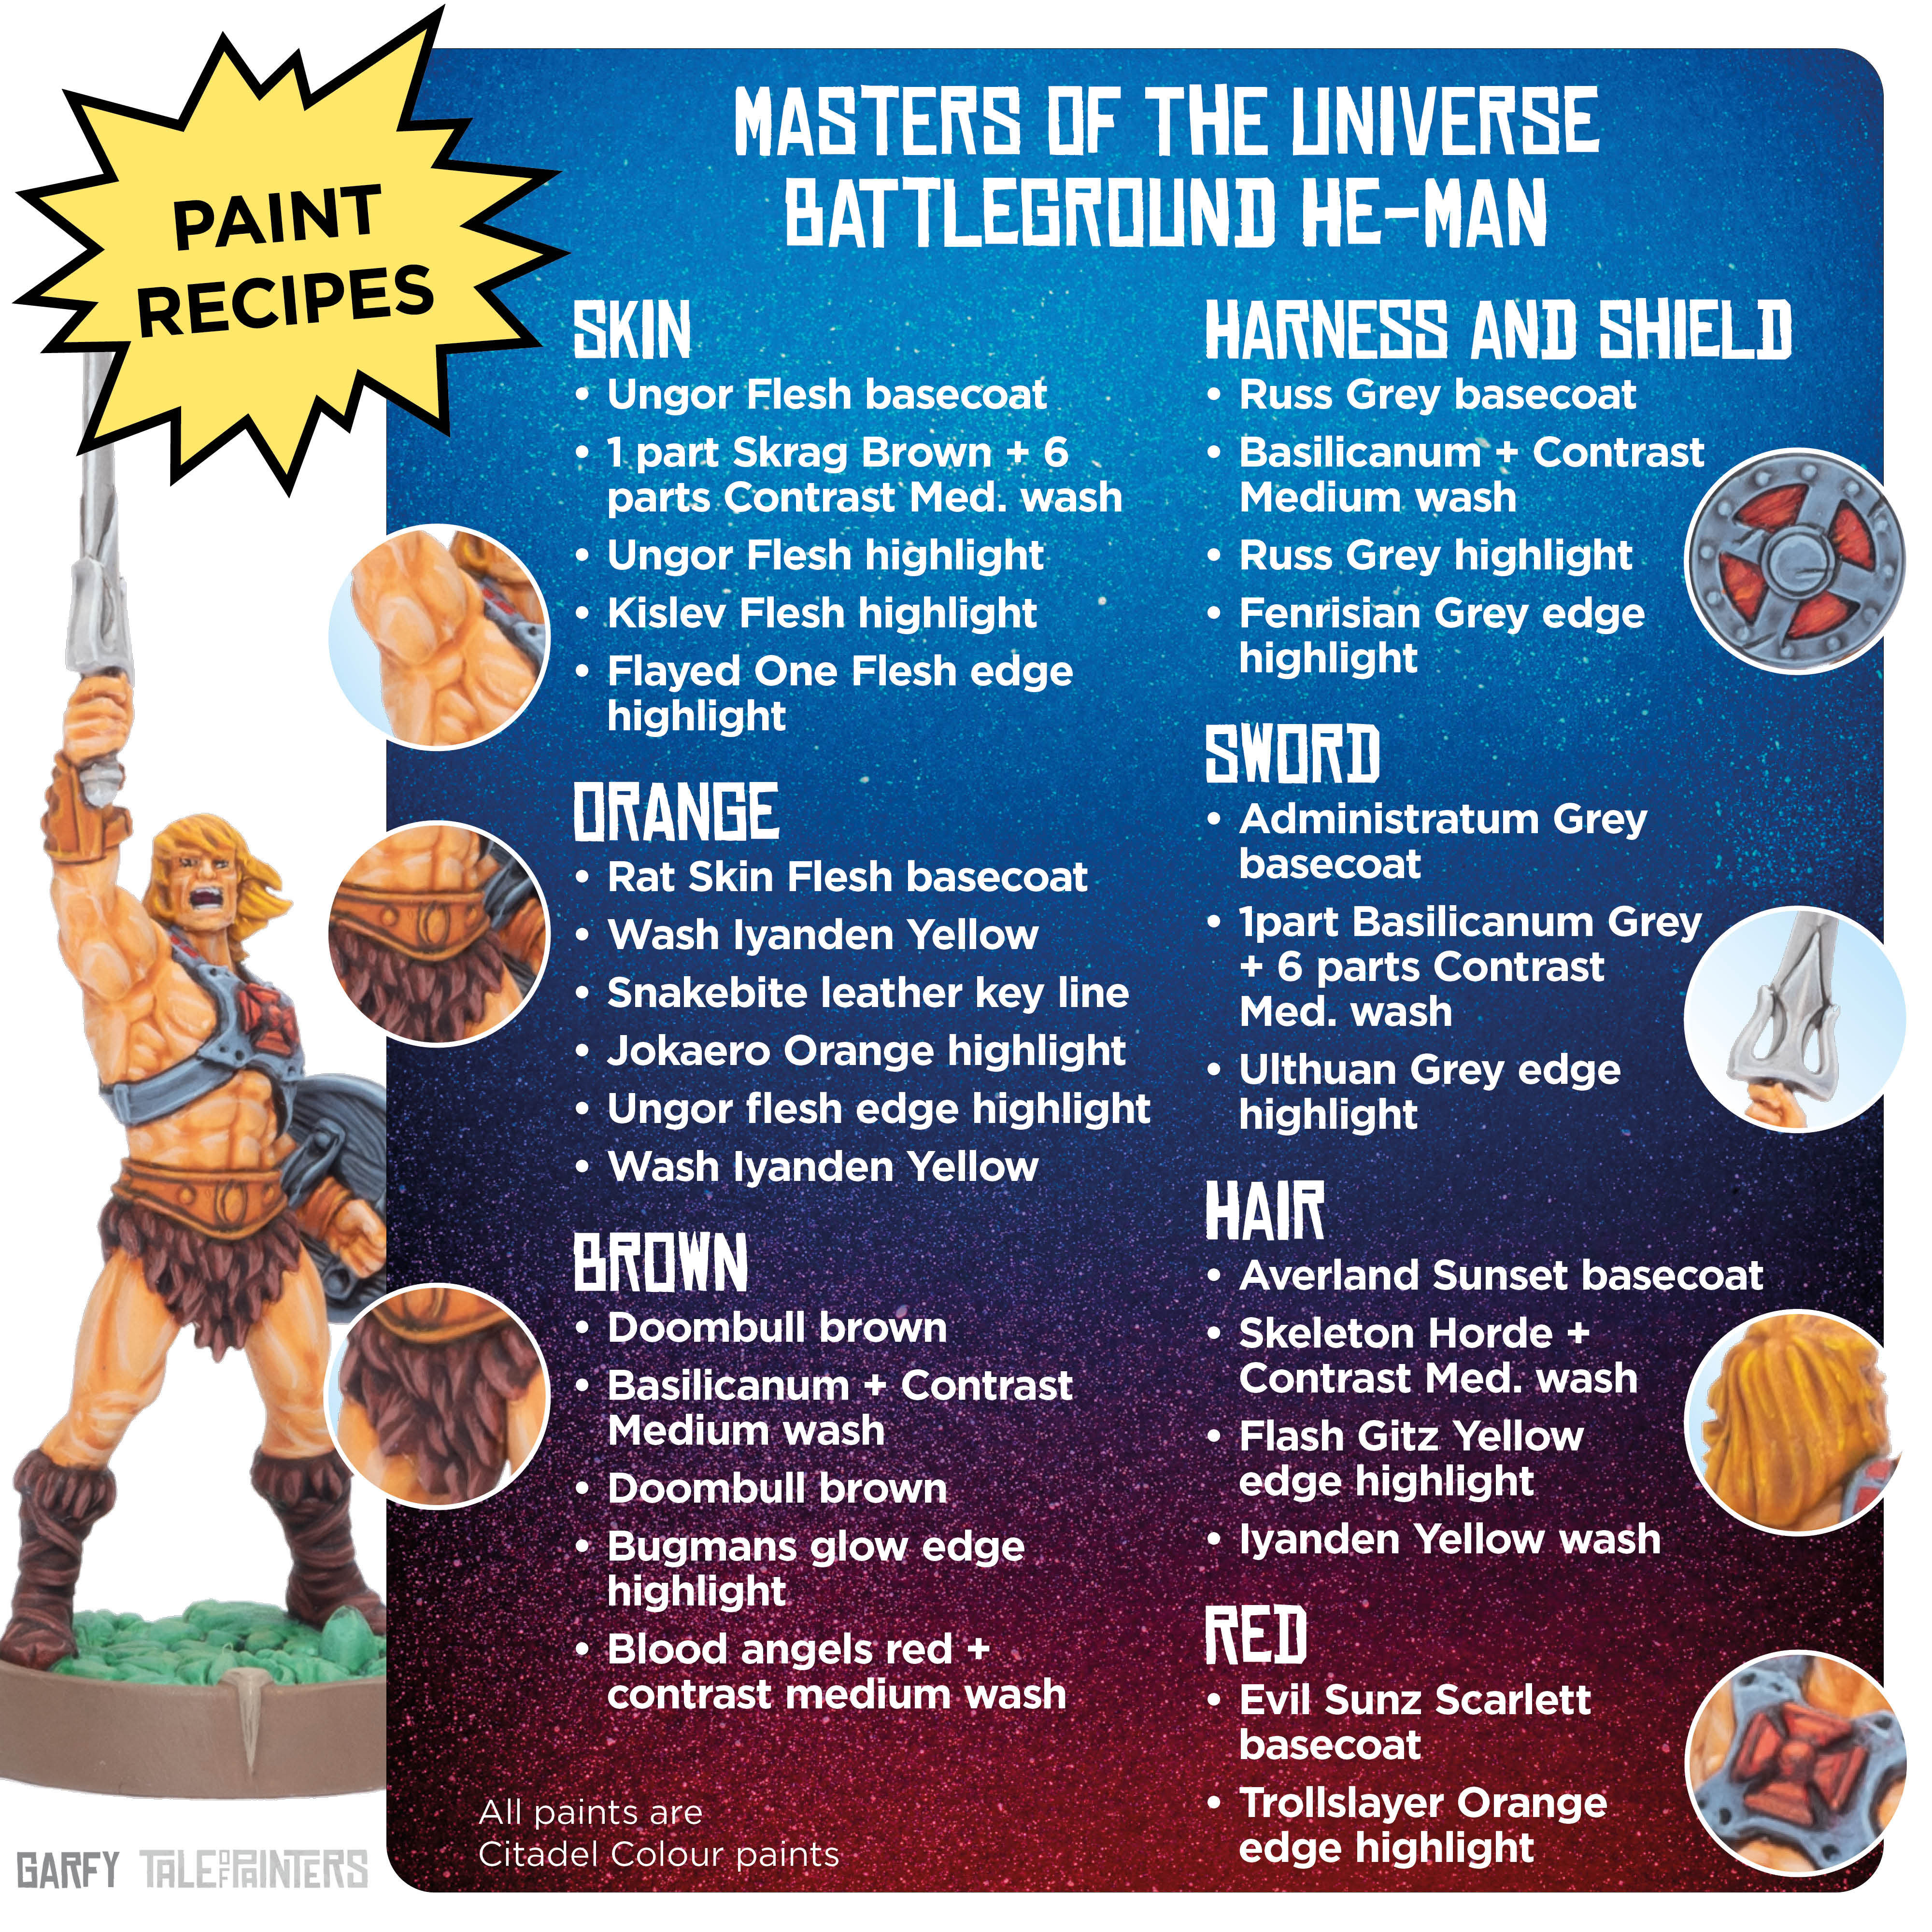 PAINT
RECIPES
MASTERS OF THE UNIVERSE
BATTLEGROUND HE-MAN
SKIN
• Ungor Flesh basecoat
• 1 part Skrag Brown + 6
parts Contrast Med. wash
• Ungor Flesh highlight
• Kislev Flesh highlight
• Flayed One Flesh edge
highlight
ORANGE
• Rat Skin Flesh basecoat
• Wash Iyanden Yellow
• Snakebite leather key line
• Jokaero Orange highlight
• Ungor flesh edge highlight
• Wash Iyanden Yellow
BROWN
• Doombull brown
• Basilicanum + Contrast
Medium wash
• Doombull brown
• Bugmans glow edge
highlight
• Blood angels red +
contrast medium wash
HARNESS AND SHIELD
• Russ Grey basecoat
• Basilicanum + Contrast
Medium wash
• Russ Grey highlight
• Fenrisian Grey edge
highlight
SWORD
• Administratum Grey
basecoat
• 1part Basilicanum Grey
+ 6 parts Contrast
Med. wash
• Ulthuan Grey edge
highlight
HAIR
• Averland Sunset basecoat
• Skeleton Horde +
Contrast Med. wash
• Flash Gitz Yellow
edge highlight
• Iyanden Yellow wash
RED
• Evil Sunz Scarlett
basecoat
• Trollslayer Orange
edge highlight
All paints are
Citadel Colour paints
GARFY TALE OF PAINTERS